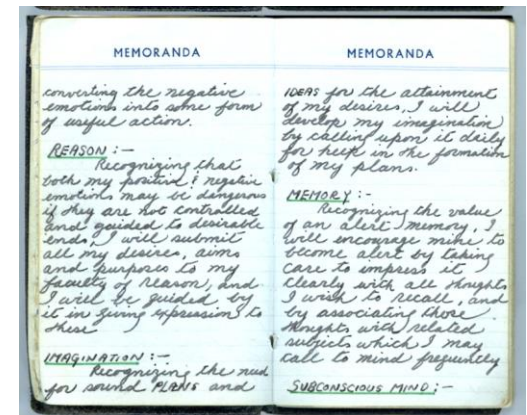 MEMORANDA
converting the negative
emotions into some form
of useful action.
REASON :-
Recognizing that
both my positive & negative
emotions may be dangerous
if they are not controlled
and guided to desirable
ends, I will submit
all my desires, aims
and purposes to my
faculty of reason, and
I will be guided by
it in giving expression to
these
IMAGINATION :-
Recognizing the need
for sound PLANS and
MEMORANDA
IDEAS for the attainment
of my desires, I will
develop my imagination
by calling upon it daily
for help in the formation
of my plans.
MEMORY :-
Recognizing the value
of an alert memory, I
will encourage mine to
become alert by taking
care to impress it
clearly with all thoughts
I wish to recall, and
by associating those
thoughts with related
subjects which I may
call to mind frequently
SUBCONSCIOUS MIND :-